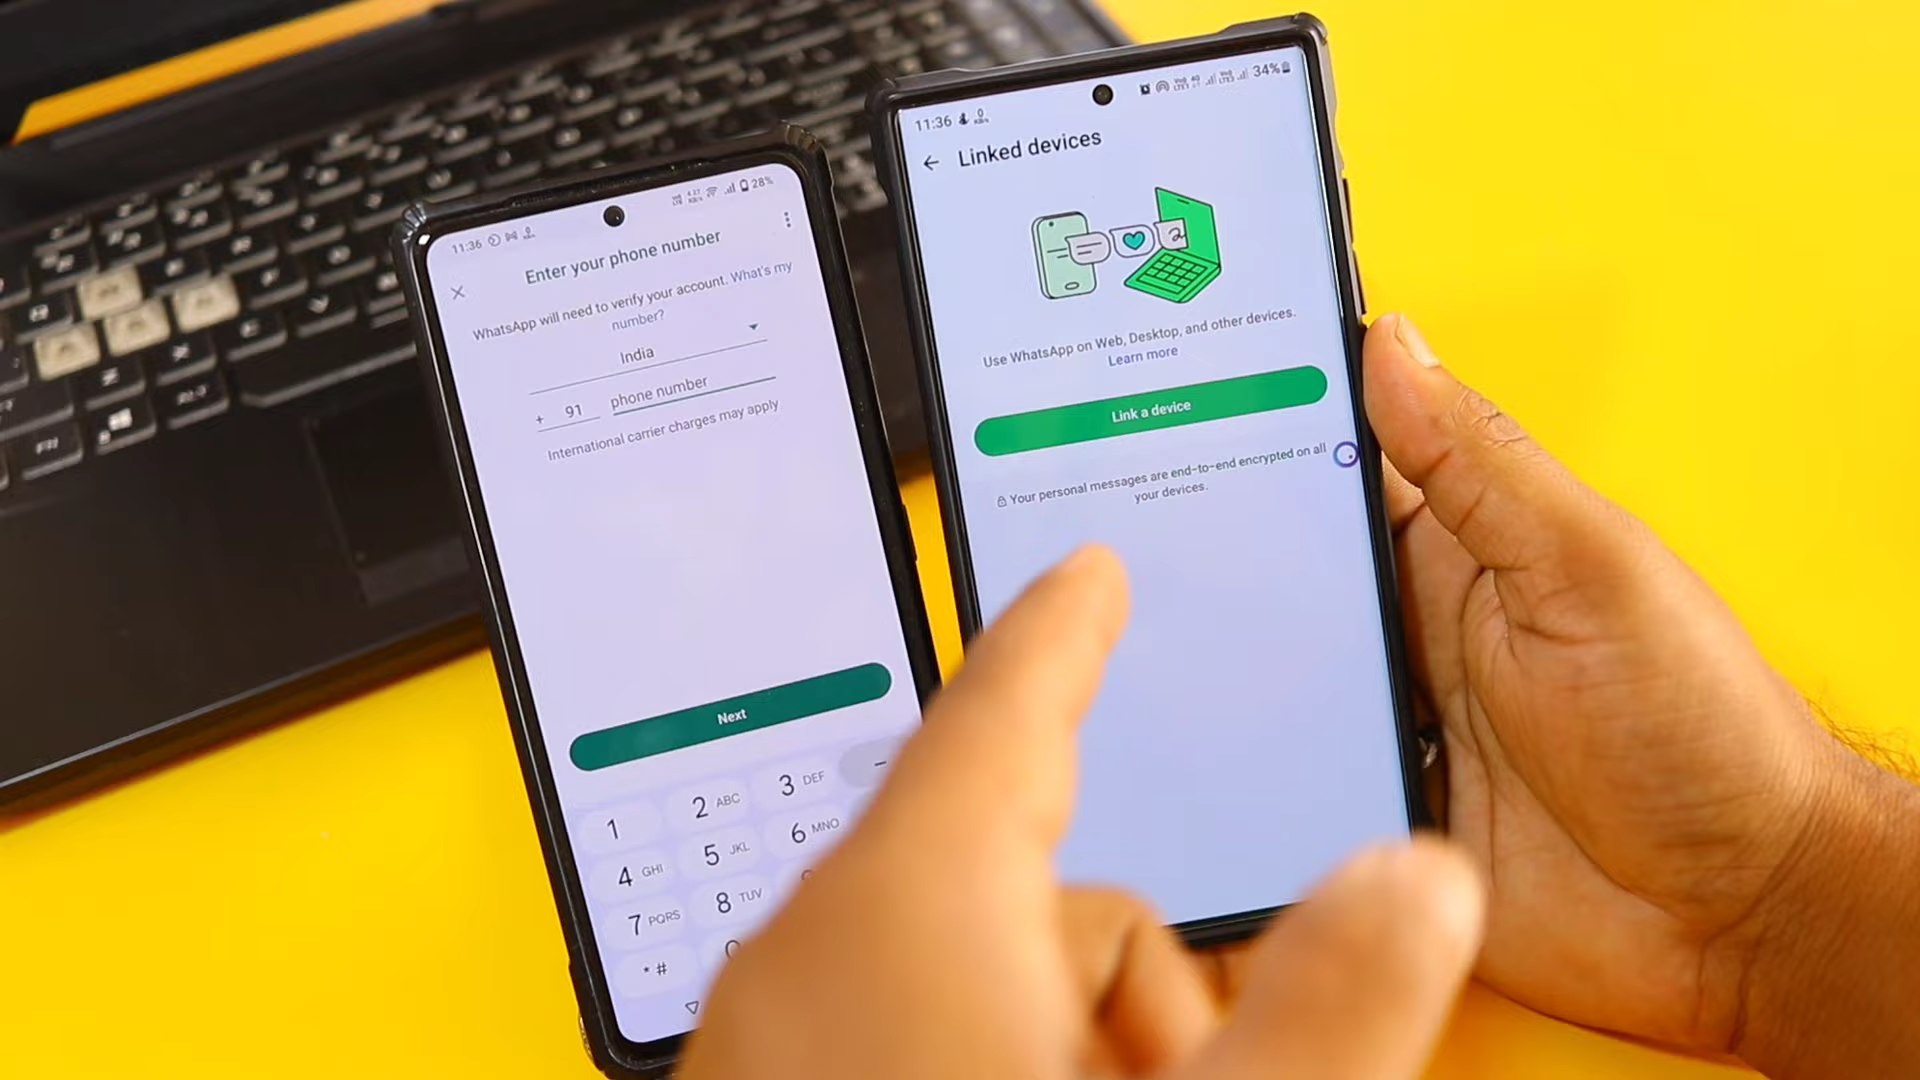 11:36
28%
Enter your phone number
WhatsApp will need to verify your account. What's my
number?
India
+ 91 phone number
International carrier charges may apply
Next
1
2 ABC
3 DEF
4 GHI
5 JKL
6 MNO
7 PQRS
8 TUV
* #
11:36
34%
Linked devices
Use WhatsApp on Web, Desktop, and other devices.
Learn more
Link a device
Your personal messages are end-to-end encrypted on all
your devices.